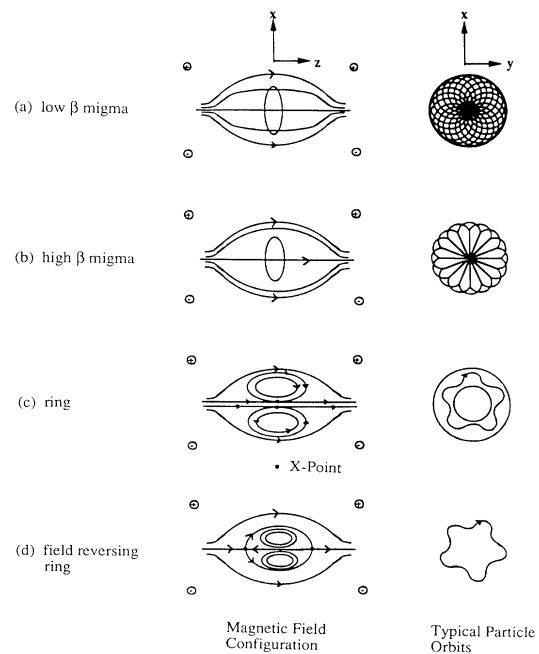 x
x
z
y
(a) low β migma
(b) high β migma
(c) ring
• X-Point
(d) field reversing
ring
Magnetic Field
Configuration
Typical Particle
Orbits